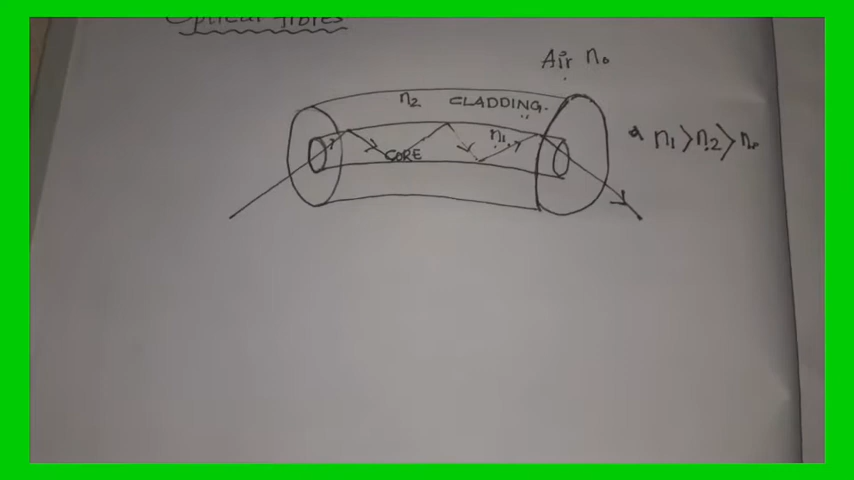 Optical fibres
Air n₀
n₂ CLADDING.
n₁ > n₂ > n₀
n₁
CORE